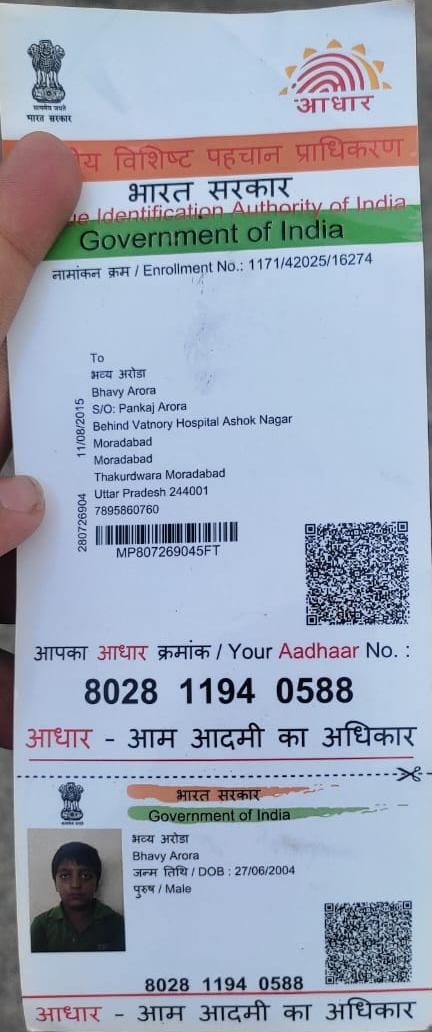 सत्यमेव जयते
भारत सरकार
आधार
विशिष्ट पहचान प्राधिकरण
भारत सरकार
Identification Authority of India
Government of India
नामांकन क्रम / Enrollment No.: 1171/42025/16274
To
भव्य अरोडा
Bhavy Arora
S/O: Pankaj Arora
Behind Vatnory Hospital Ashok Nagar
Moradabad
Moradabad
Thakurdwara Moradabad
Uttar Pradesh 244001
7895860760
11/08/2015
280726904
MP807269045FT
आपका आधार क्रमांक / Your Aadhaar No. :
8028 1194 0588
आधार - आम आदमी का अधिकार
भारत सरकार
Government of India
भव्य अरोडा
Bhavy Arora
जन्म तिथि / DOB : 27/06/2004
पुरुष / Male
8028 1194 0588
आधार - आम आदमी का अधिकार